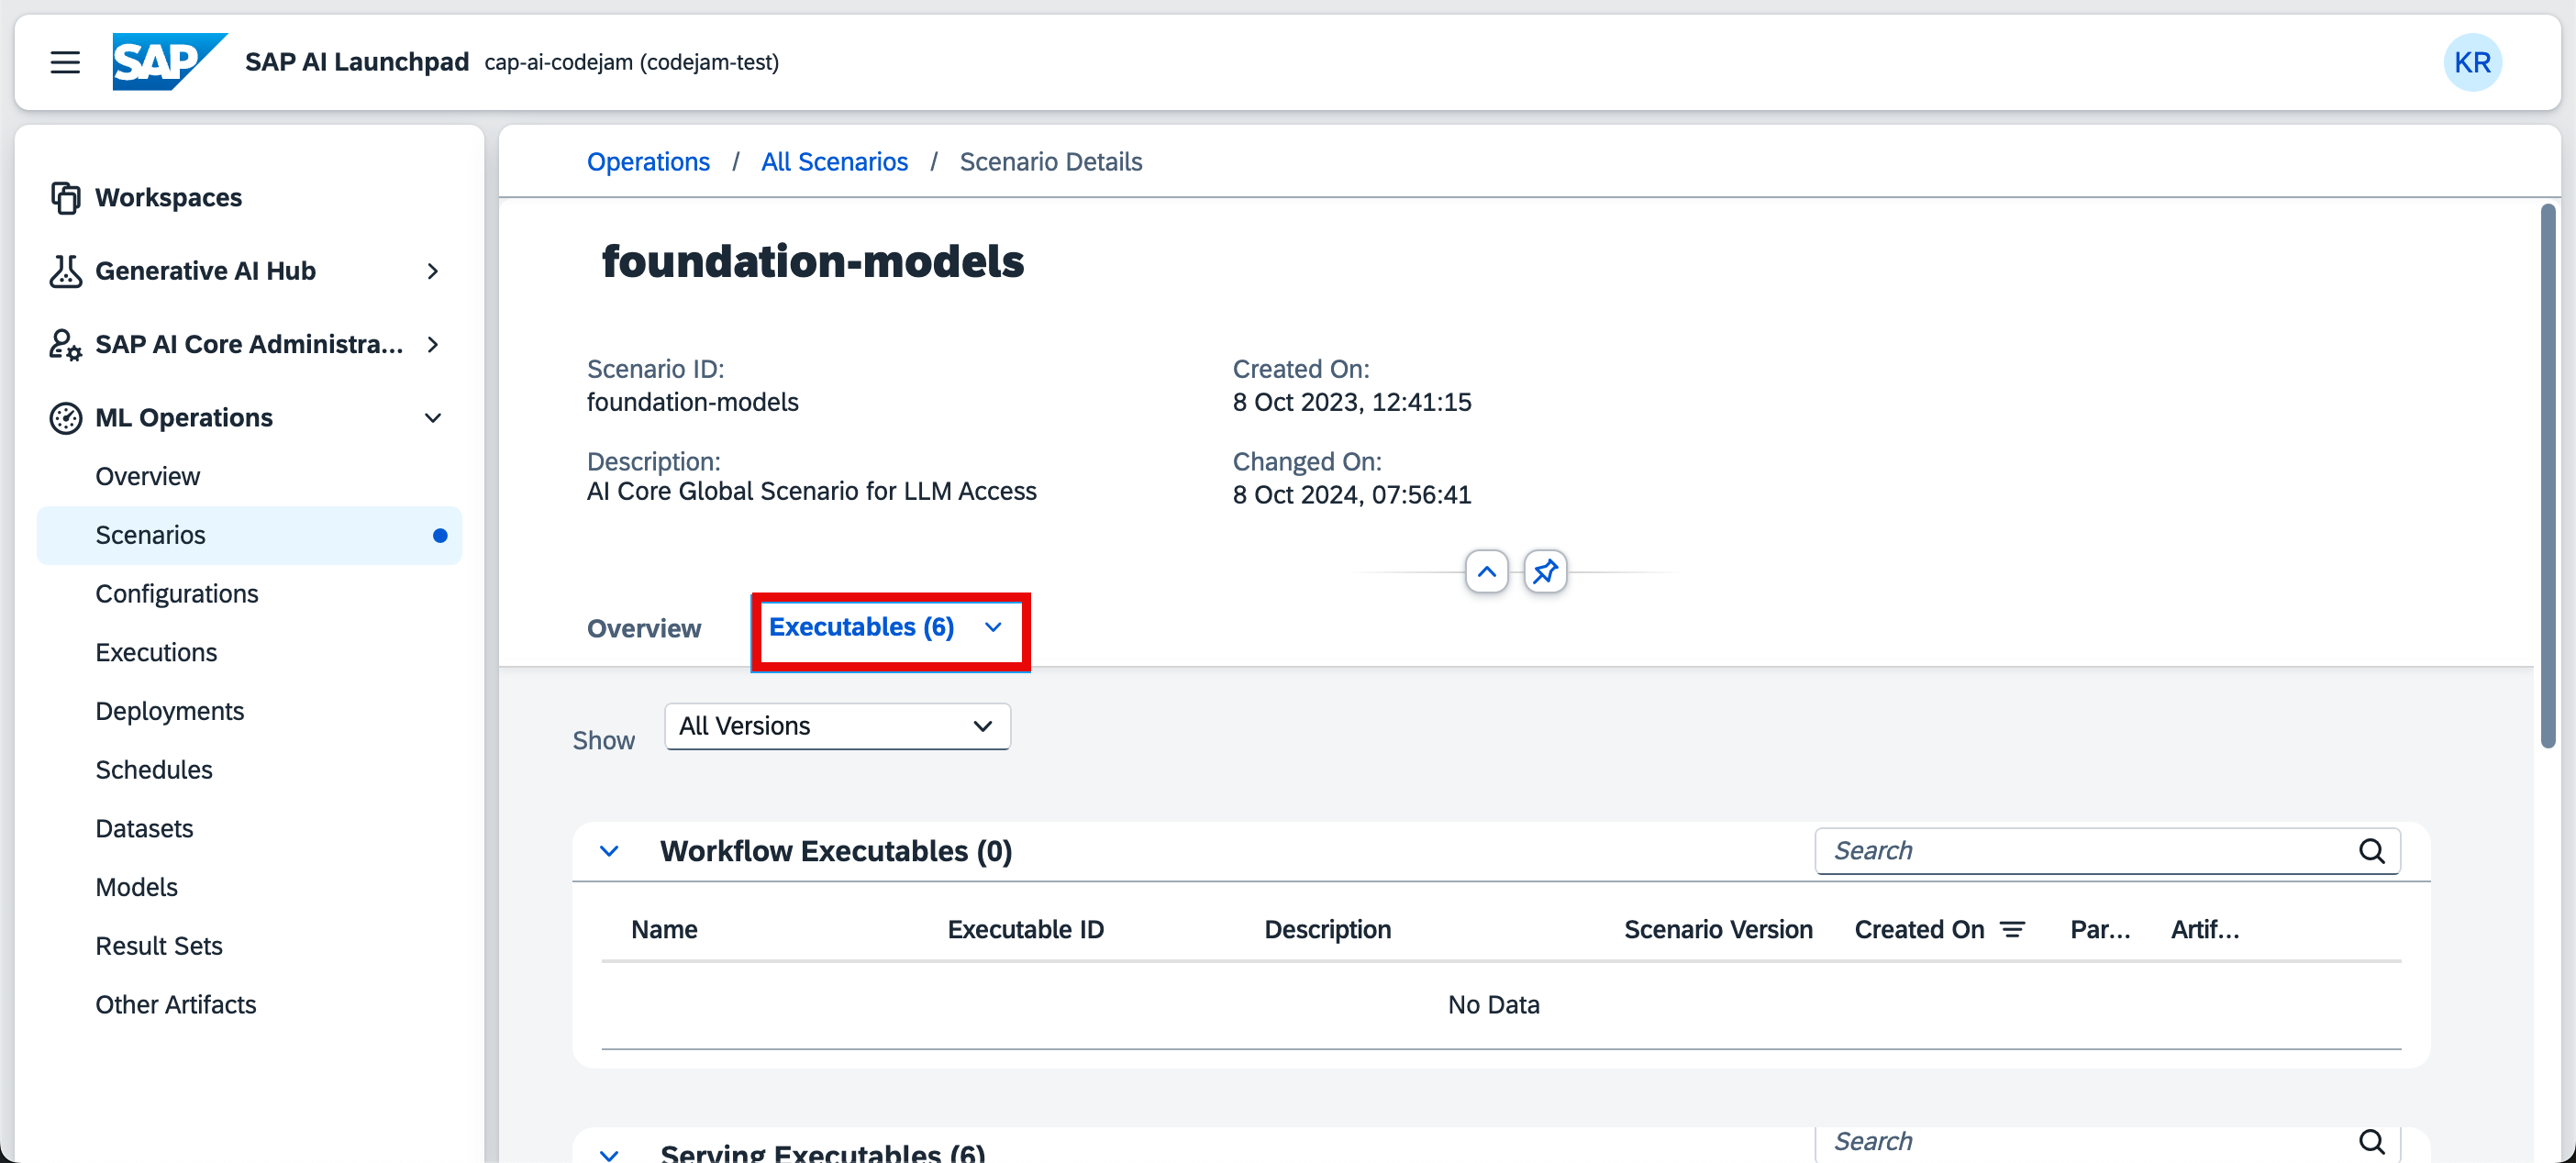 SAP SAP AI Launchpad cap-ai-codejam (codejam-test) KR
Workspaces
Generative AI Hub
SAP AI Core Administra...
ML Operations
Overview
Scenarios
Configurations
Executions
Deployments
Schedules
Datasets
Models
Result Sets
Other Artifacts
Operations / All Scenarios / Scenario Details
foundation-models
Scenario ID:
foundation-models
Description:
AI Core Global Scenario for LLM Access
Created On:
8 Oct 2023, 12:41:15
Changed On:
8 Oct 2024, 07:56:41
Overview Executables (6)
Show All Versions
Workflow Executables (0) Search
Name Executable ID Description Scenario Version Created On Par... Artif...
No Data
Serving Executables (6) Search